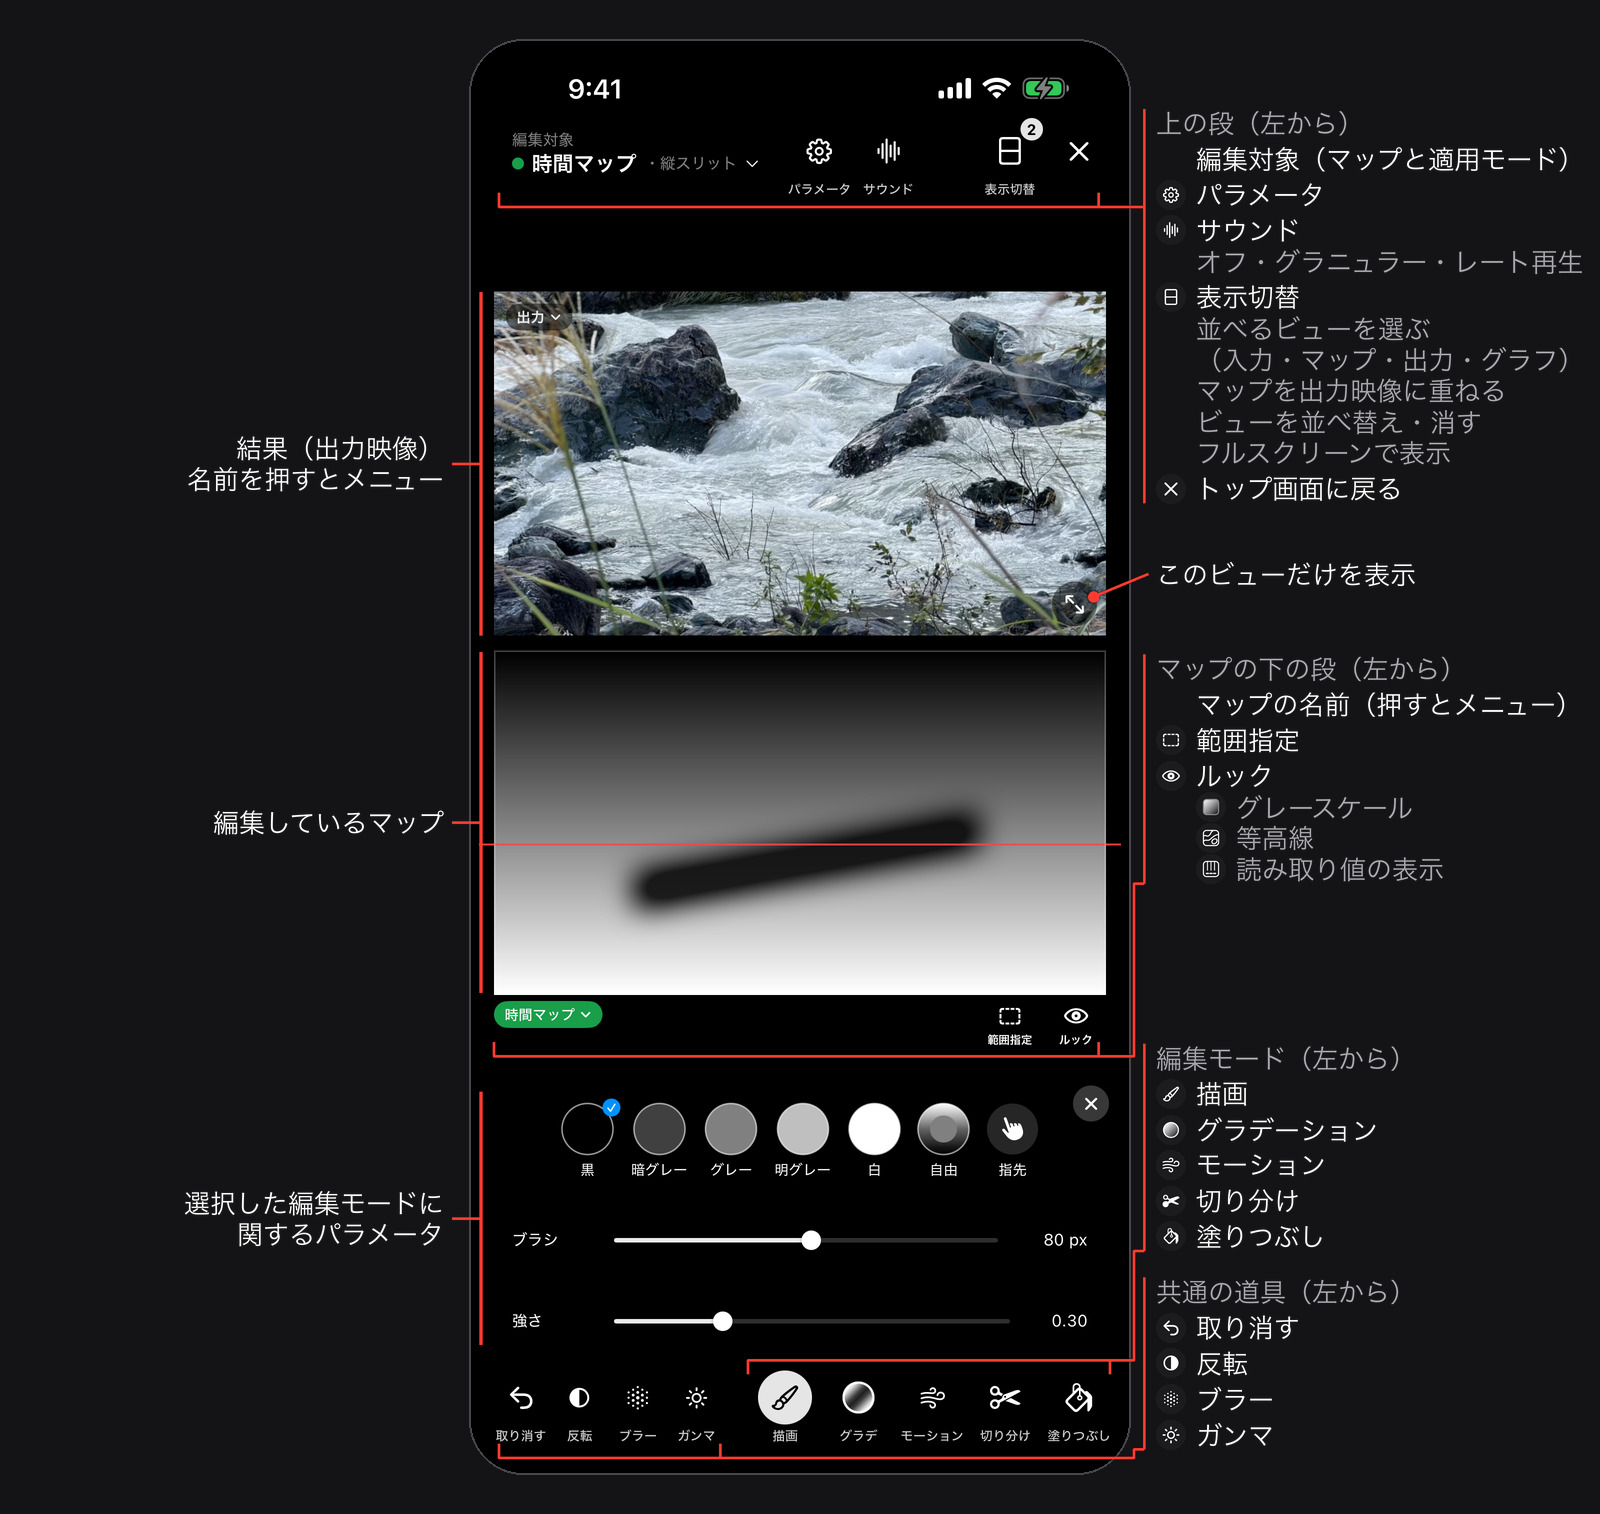 9:41
編集対象
時間マップ ・縦スリット
パラメータ
サウンド
2
表示切替
出力
時間マップ
範囲指定
ルック
黒
暗グレー
グレー
明グレー
白
自由
指先
ブラシ
80 px
強さ
0.30
取り消す
反転
ブラー
ガンマ
描画
グラデ
モーション
切り分け
塗りつぶし
結果（出力映像）
名前を押すとメニュー
編集しているマップ
選択した編集モードに
関するパラメータ
上の段（左から）
編集対象（マップと適用モード）
パラメータ
サウンド
オフ・グラニュラー・レート再生
表示切替
並べるビューを選ぶ
（入力・マップ・出力・グラフ）
マップを出力映像に重ねる
ビューを並べ替え・消す
フルスクリーンで表示
トップ画面に戻る
このビューだけを表示
マップの下の段（左から）
マップの名前（押すとメニュー）
範囲指定
ルック
グレースケール
等高線
読み取り値の表示
編集モード（左から）
描画
グラデーション
モーション
切り分け
塗りつぶし
共通の道具（左から）
取り消す
反転
ブラー
ガンマ